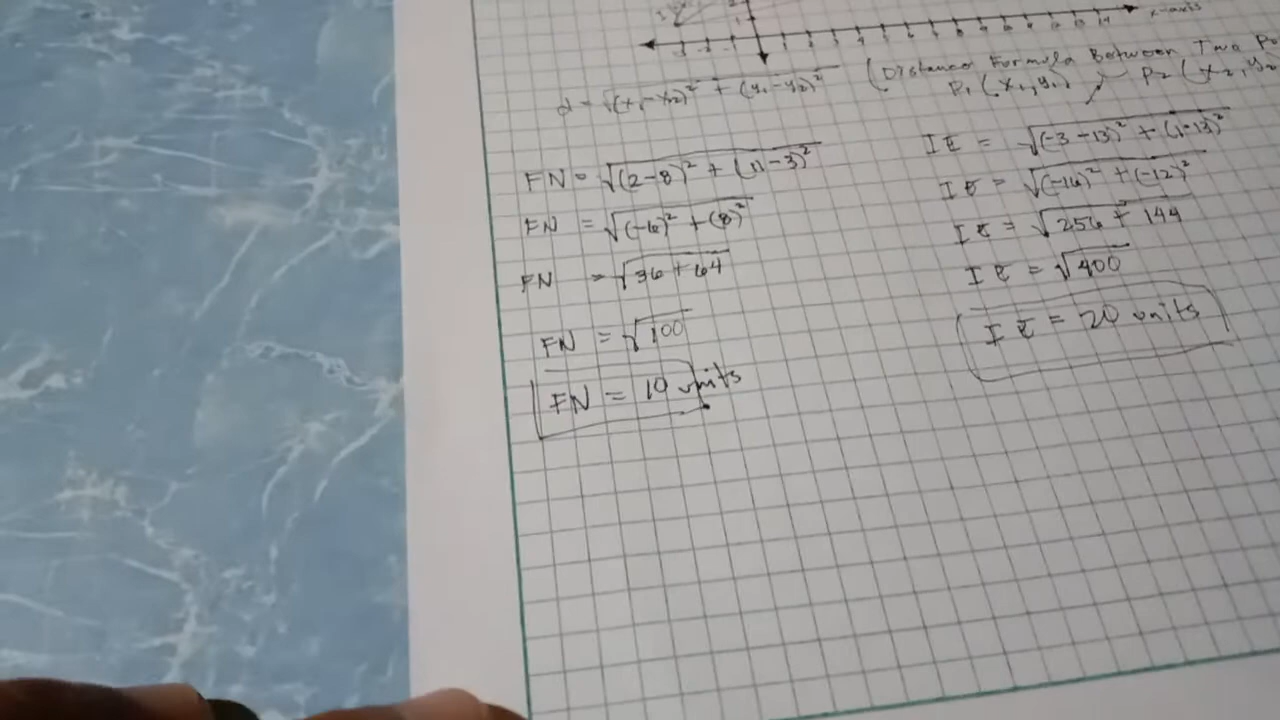 x-axis
d = √(x₁-x₂)² + (y₁-y₂)² (Distance Formula Between Two Po
P₁ (x₁, y₁) P₂ (x₂, y₂
FN = √(2-8)² + (11-3)²
FN = √(-6)² + (8)²
FN = √36+64
FN = √100
FN = 10 units
IE = √(-3-13)² + (1-13)²
IE = √(-16)² + (-12)²
IE = √256 + 144
IE = √400
IE = 20 units